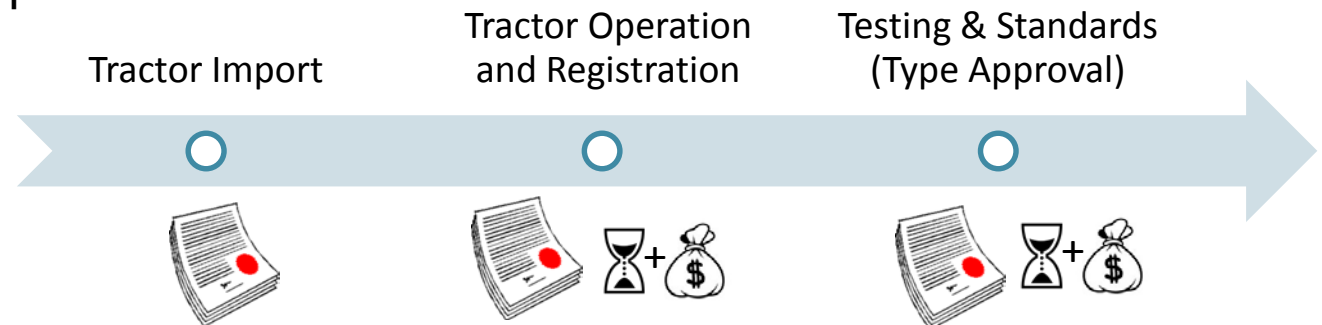 Tractor Import
Tractor Operation
and Registration
Testing & Standards
(Type Approval)
+
$
+
$